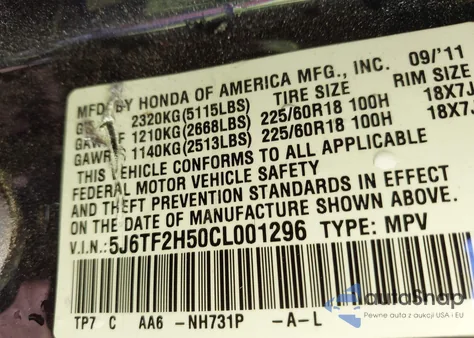 MFD. BY HONDA OF AMERICA MFG., INC. 09/'11
2320KG(5115LBS) TIRE SIZE RIM SIZE
GAWR F 1210KG(2668LBS) 225/60R18 100H 18X7J
GAWR 1140KG(2513LBS) 225/60R18 100H 18X7J
THIS VEHICLE CONFORMS TO ALL APPLICABLE
FEDERAL MOTOR VEHICLE SAFETY
AND THEFT PREVENTION STANDARDS IN EFFECT
ON THE DATE OF MANUFACTURE SHOWN ABOVE.
V.I.N.: 5J6TF2H50CL001296 TYPE: MPV
TP7 C AA6 -NH731P -A-L
autaSnap
Pewne auta z aukcji USA i EU